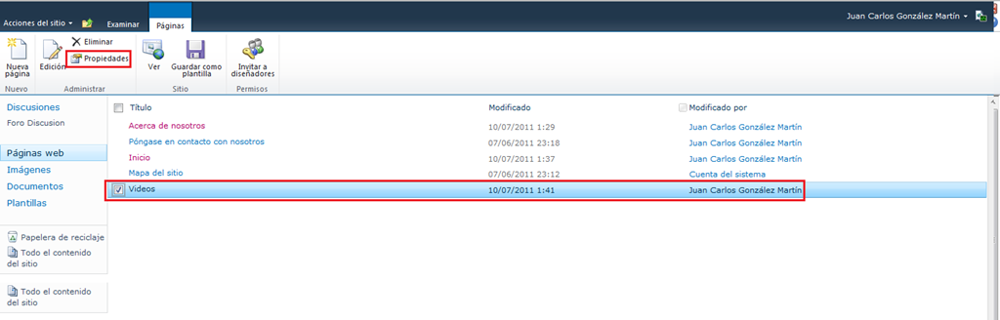 Acciones del sitio Examinar Páginas Juan Carlos González Martín
Nueva página Edición Eliminar Propiedades Ver Guardar como plantilla Invitar a diseñadores
Nuevo Administrar Sitio Permisos
Discusiones
Foro Discusion
Páginas web
Imágenes
Documentos
Plantillas
Papelera de reciclaje
Todo el contenido
del sitio
Todo el contenido
del sitio
Título Modificado Modificado por
Acerca de nosotros 10/07/2011 1:29 Juan Carlos González Martín
Póngase en contacto con nosotros 07/06/2011 23:18 Juan Carlos González Martín
Inicio 10/07/2011 1:37 Juan Carlos González Martín
Mapa del sitio 07/06/2011 23:12 Cuenta del sistema
Videos 10/07/2011 1:41 Juan Carlos González Martín